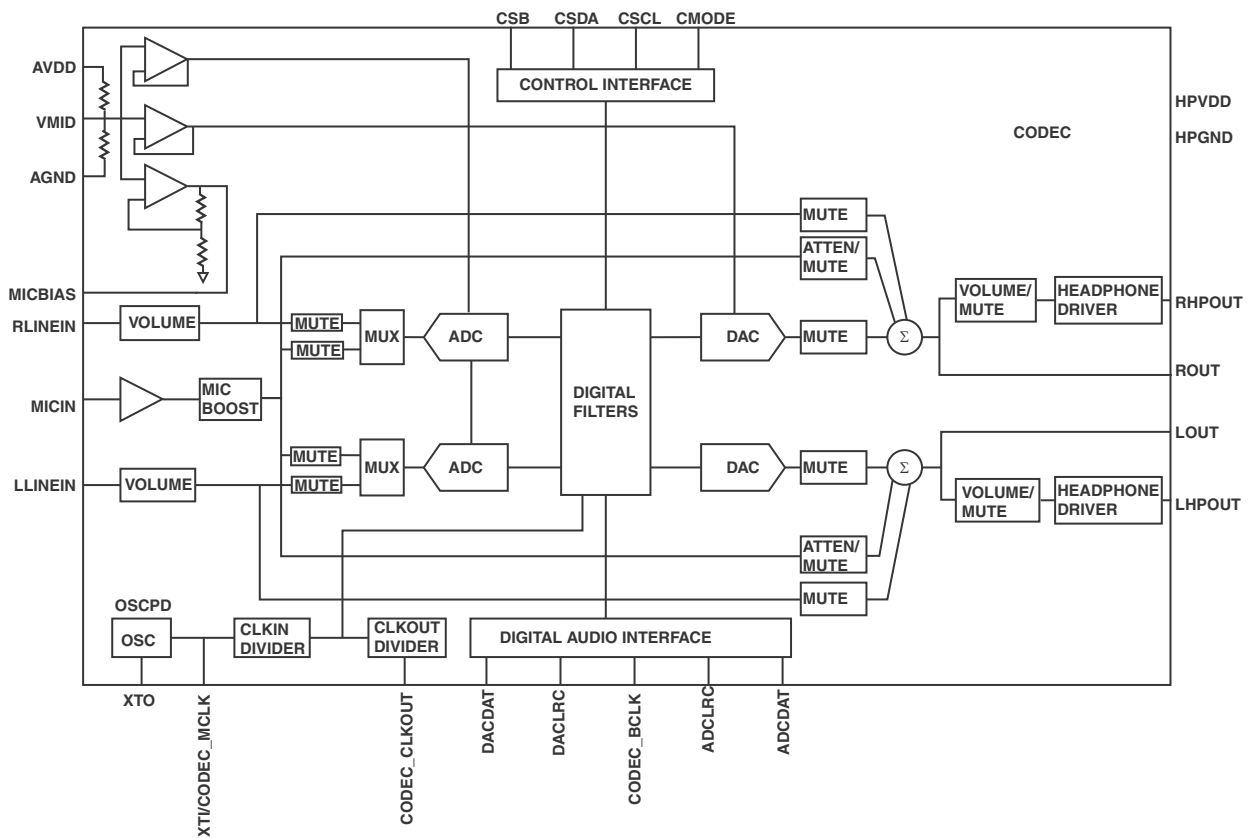 CSB CSDA CSCL CMODE
CONTROL INTERFACE
CODEC
AVDD
VMID
AGND
HPVDD
HPGND
MICBIAS
RLINEIN
MICIN
LLINEIN
VOLUME
MIC
BOOST
VOLUME
MUTE
MUTE
MUX
ADC
MUTE
MUTE
MUX
ADC
DIGITAL
FILTERS
MUTE
ATTEN/
MUTE
DAC
MUTE
Σ
DAC
MUTE
Σ
ATTEN/
MUTE
MUTE
VOLUME/
MUTE
HEADPHONE
DRIVER
VOLUME/
MUTE
HEADPHONE
DRIVER
RHPOUT
ROUT
LOUT
LHPOUT
OSCPD
OSC
CLKIN
DIVIDER
CLKOUT
DIVIDER
DIGITAL AUDIO INTERFACE
XTO
XTI/CODEC_MCLK
CODEC_CLKOUT
DACDAT
DACLRC
CODEC_BCLK
ADCLRC
ADCDAT